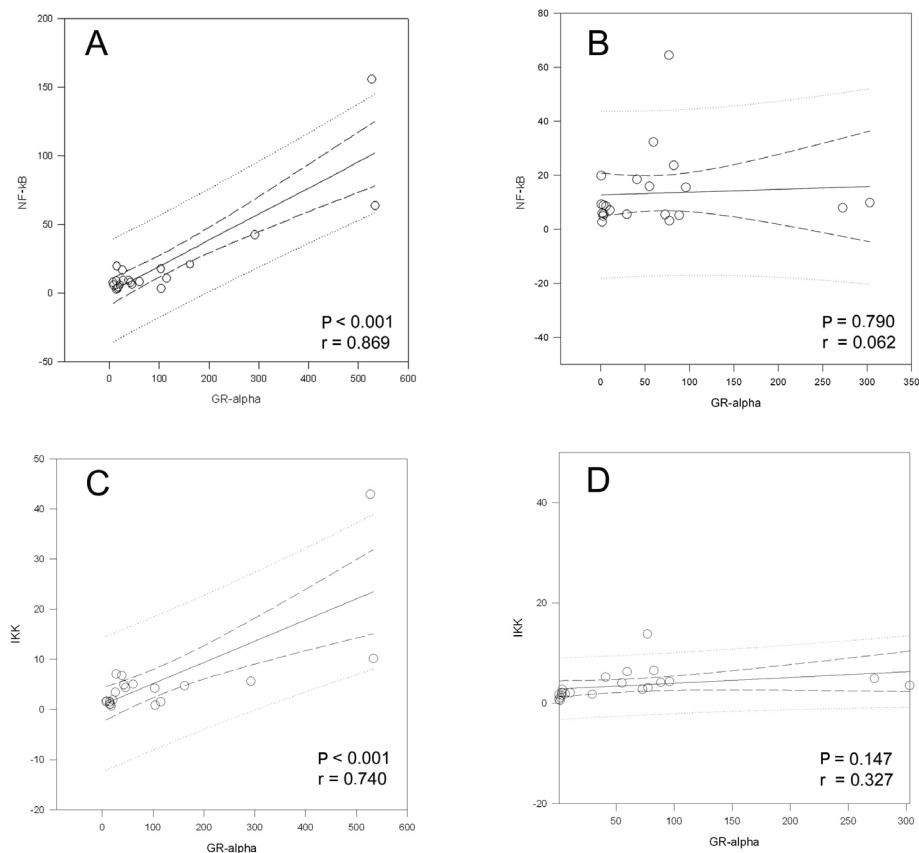 A
200
150
100
50
0
-50
NF-kB
0 100 200 300 400 500 600
GR-alpha
P < 0.001
r = 0.869
B
80
60
40
20
0
-20
-40
NF-kB
0 50 100 150 200 250 300 350
GR-alpha
P = 0.790
r = 0.062
C
50
40
30
20
10
0
-10
-20
IKK
0 100 200 300 400 500 600
GR-alpha
P < 0.001
r = 0.740
D
40
20
0
-20
IKK
50 100 150 200 250 300
GR-alpha
P = 0.147
r = 0.327